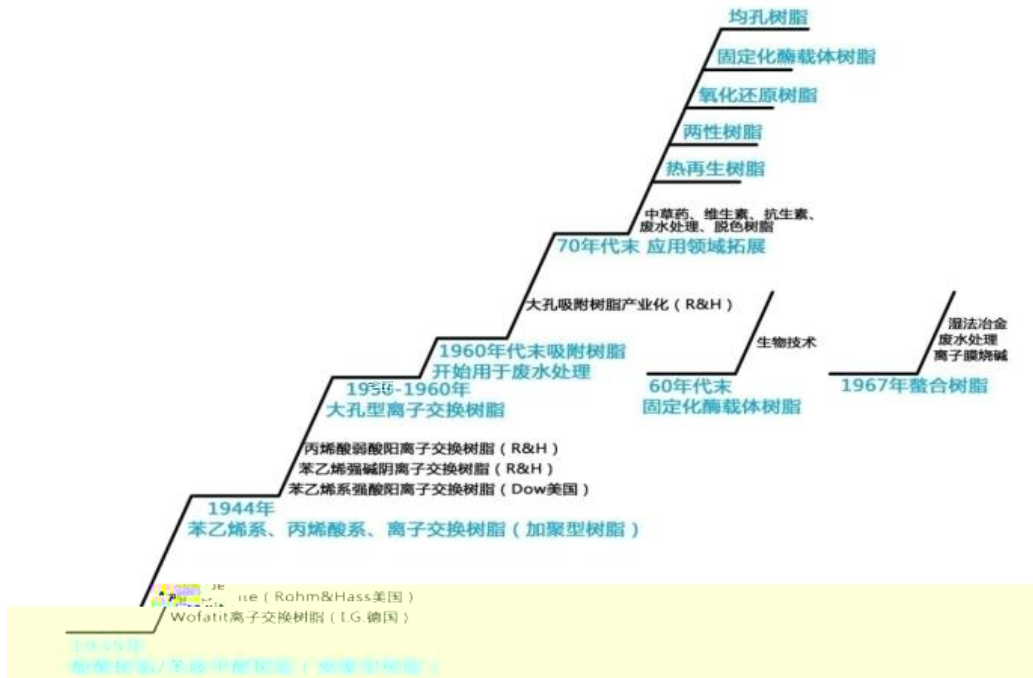 均孔树脂
固定化酶载体树脂
氧化还原树脂
两性树脂
热再生树脂
中草药、维生素、抗生素、
废水处理、脱色树脂
70年代末 应用领域拓展
大孔吸附树脂产业化（R&H）
1960年代末吸附树脂
开始用于废水处理
生物技术
60年代末
固定化酶载体树脂
湿法冶金
废水处理
离子膜烧碱
1967年螯合树脂
-1960年
大孔型离子交换树脂
丙烯酸弱酸阳离子交换树脂（R&H）
苯乙烯强碱阴离子交换树脂（R&H）
苯乙烯系强酸阳离子交换树脂（Dow美国）
1944年
苯乙烯系、丙烯酸系、离子交换树脂（加聚型树脂）
（Rohm&Hass美国）
Wofatit离子交换树脂（I.G.德国）
1935年